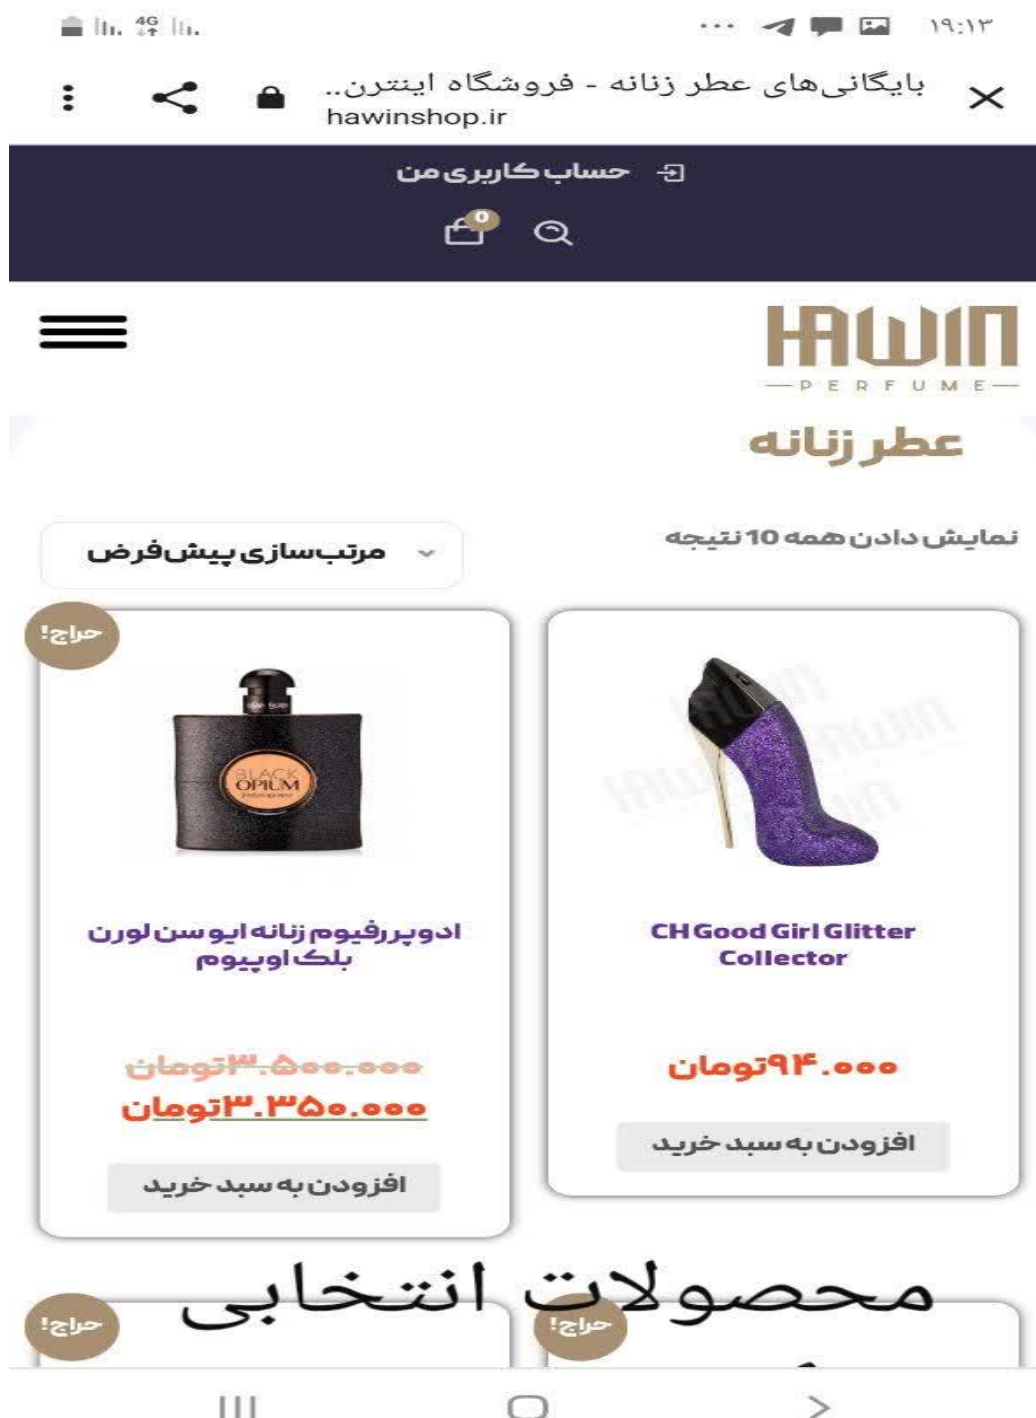 ۱۹:۱۳
4G
بایگانی‌های عطر زنانه - فروشگاه اینترن..
hawinshop.ir
حساب کاربری من
0
HAWIN
PERFUME
عطر زنانه
نمایش دادن همه 10 نتیجه
مرتب‌سازی پیش‌فرض
حراج!
BLACK
OPIUM
CH Good Girl Glitter
Collector
۹۴.۰۰۰تومان
افزودن به سبد خرید
ادوپررفیوم زنانه ایو سن لورن
بلک اوپیوم
۳.۵۰۰.۰۰۰تومان
۳.۳۵۰.۰۰۰تومان
افزودن به سبد خرید
محصولات انتخابی
حراج!
حراج!